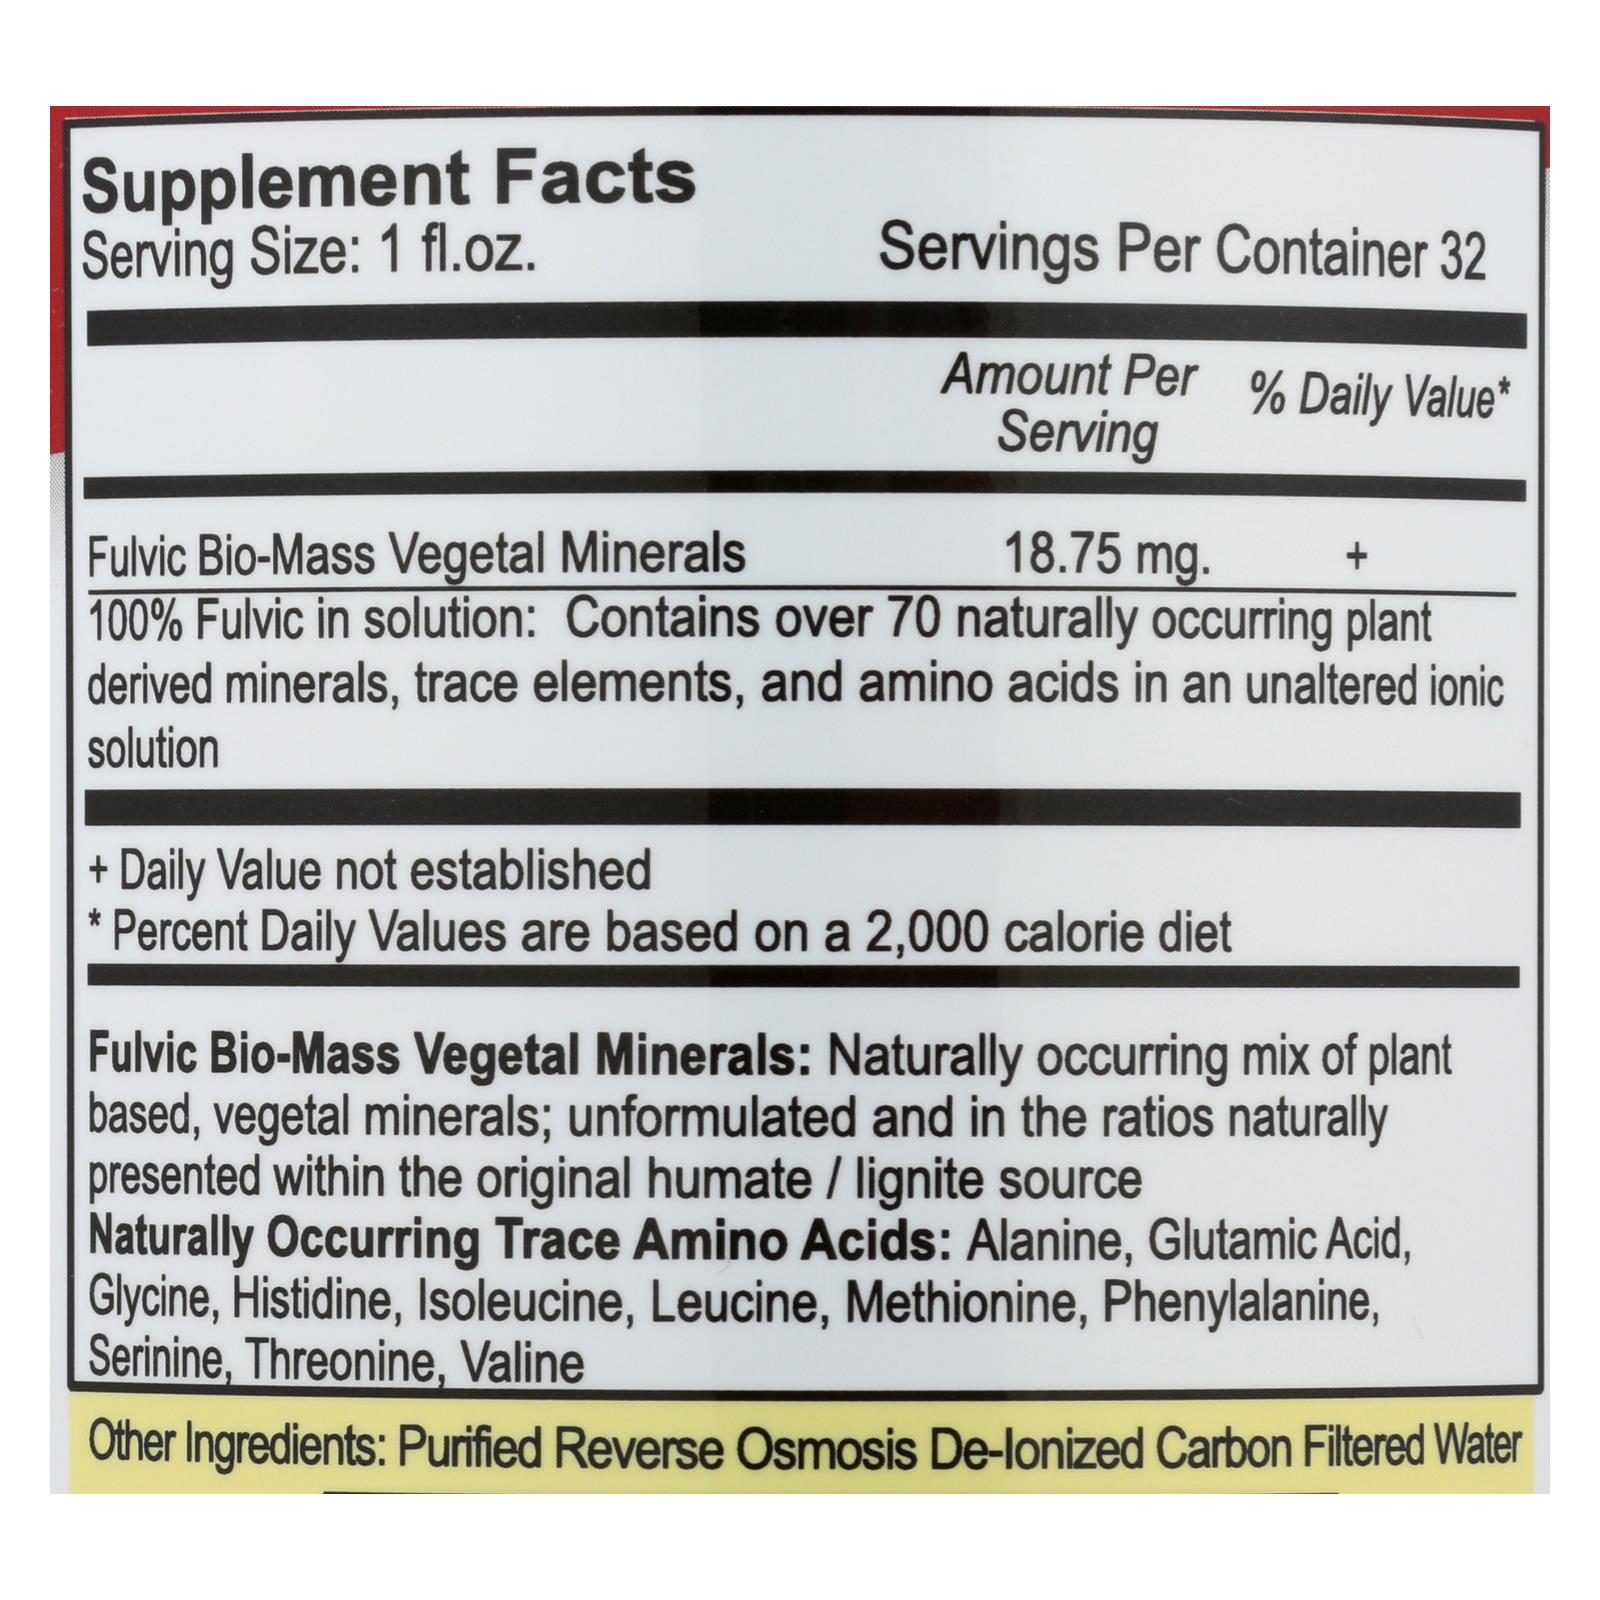 Supplement Facts
Serving Size: 1 fl.oz. Servings Per Container 32
Amount Per
Serving
% Daily Value*
Fulvic Bio-Mass Vegetal Minerals 18.75 mg. +
100% Fulvic in solution: Contains over 70 naturally occurring plant
derived minerals, trace elements, and amino acids in an unaltered ionic
solution
+ Daily Value not established
* Percent Daily Values are based on a 2,000 calorie diet
Fulvic Bio-Mass Vegetal Minerals: Naturally occurring mix of plant
based, vegetal minerals; unformulated and in the ratios naturally
presented within the original humate / lignite source
Naturally Occurring Trace Amino Acids: Alanine, Glutamic Acid,
Glycine, Histidine, Isoleucine, Leucine, Methionine, Phenylalanine,
Serinine, Threonine, Valine
Other Ingredients: Purified Reverse Osmosis De-Ionized Carbon Filtered Water